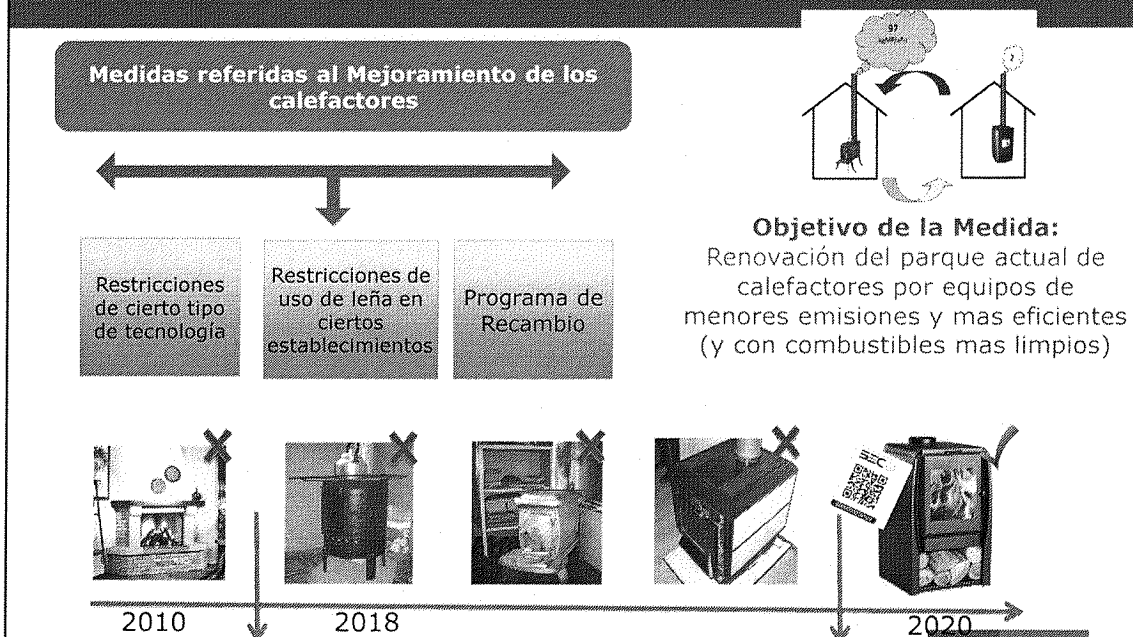 Medidas referidas al Mejoramiento de los
calefactores
97
Restricciones
de cierto tipo
de tecnología
Restricciones de
uso de leña en
ciertos
establecimientos
Programa de
Recambio
Objetivo de la Medida:
Renovación del parque actual de
calefactores por equipos de
menores emisiones y mas eficientes
(y con combustibles mas limpios)
SEC
2010
2018
2020